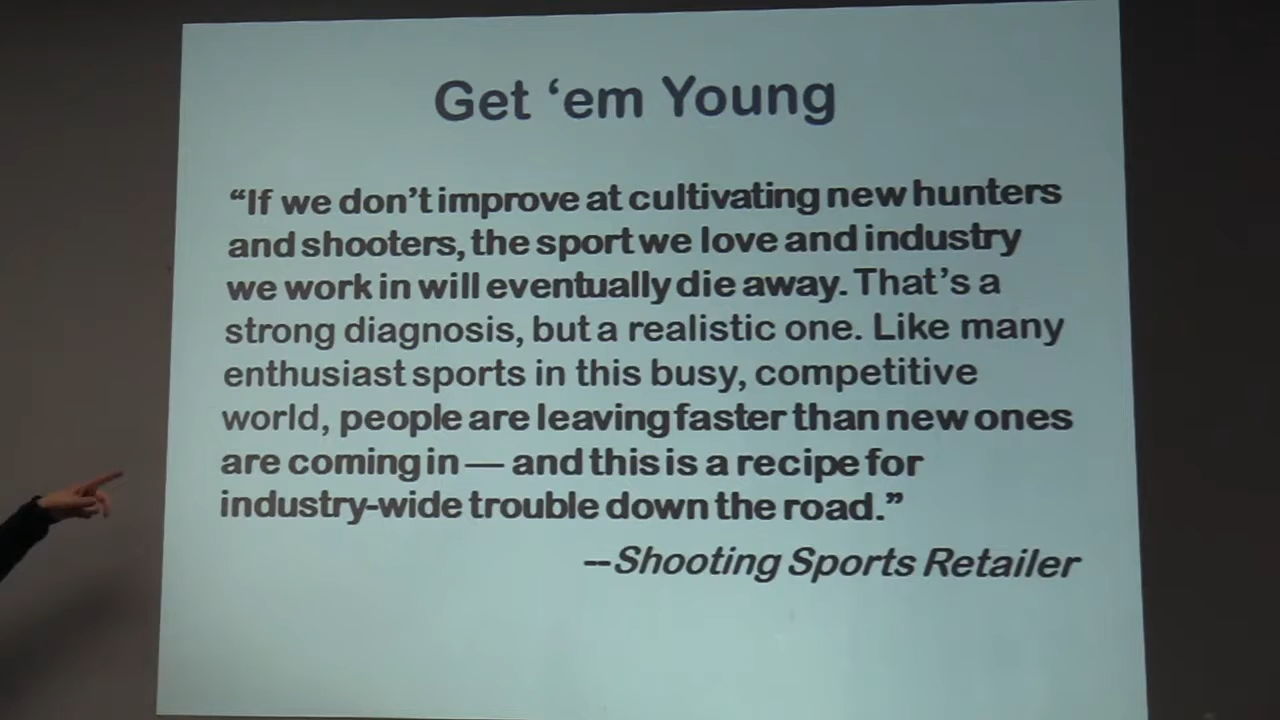 Get ‘em Young
“If we don’t improve at cultivating new hunters
and shooters, the sport we love and industry
we work in will eventually die away. That’s a
strong diagnosis, but a realistic one. Like many
enthusiast sports in this busy, competitive
world, people are leaving faster than new ones
are coming in — and this is a recipe for
industry-wide trouble down the road.”
--Shooting Sports Retailer